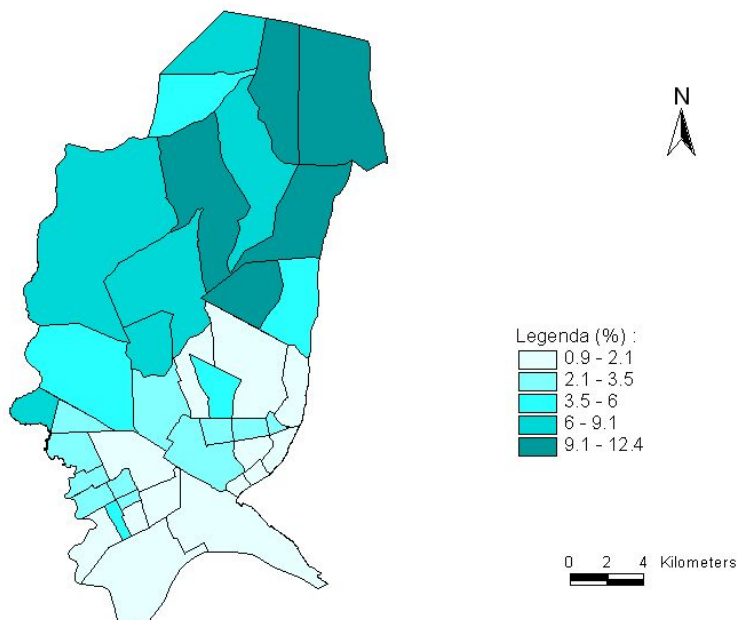 N
Legenda (%) :
0.9 - 2.1
2.1 - 3.5
3.5 - 6
6 - 9.1
9.1 - 12.4
0 2 4 Kilometers